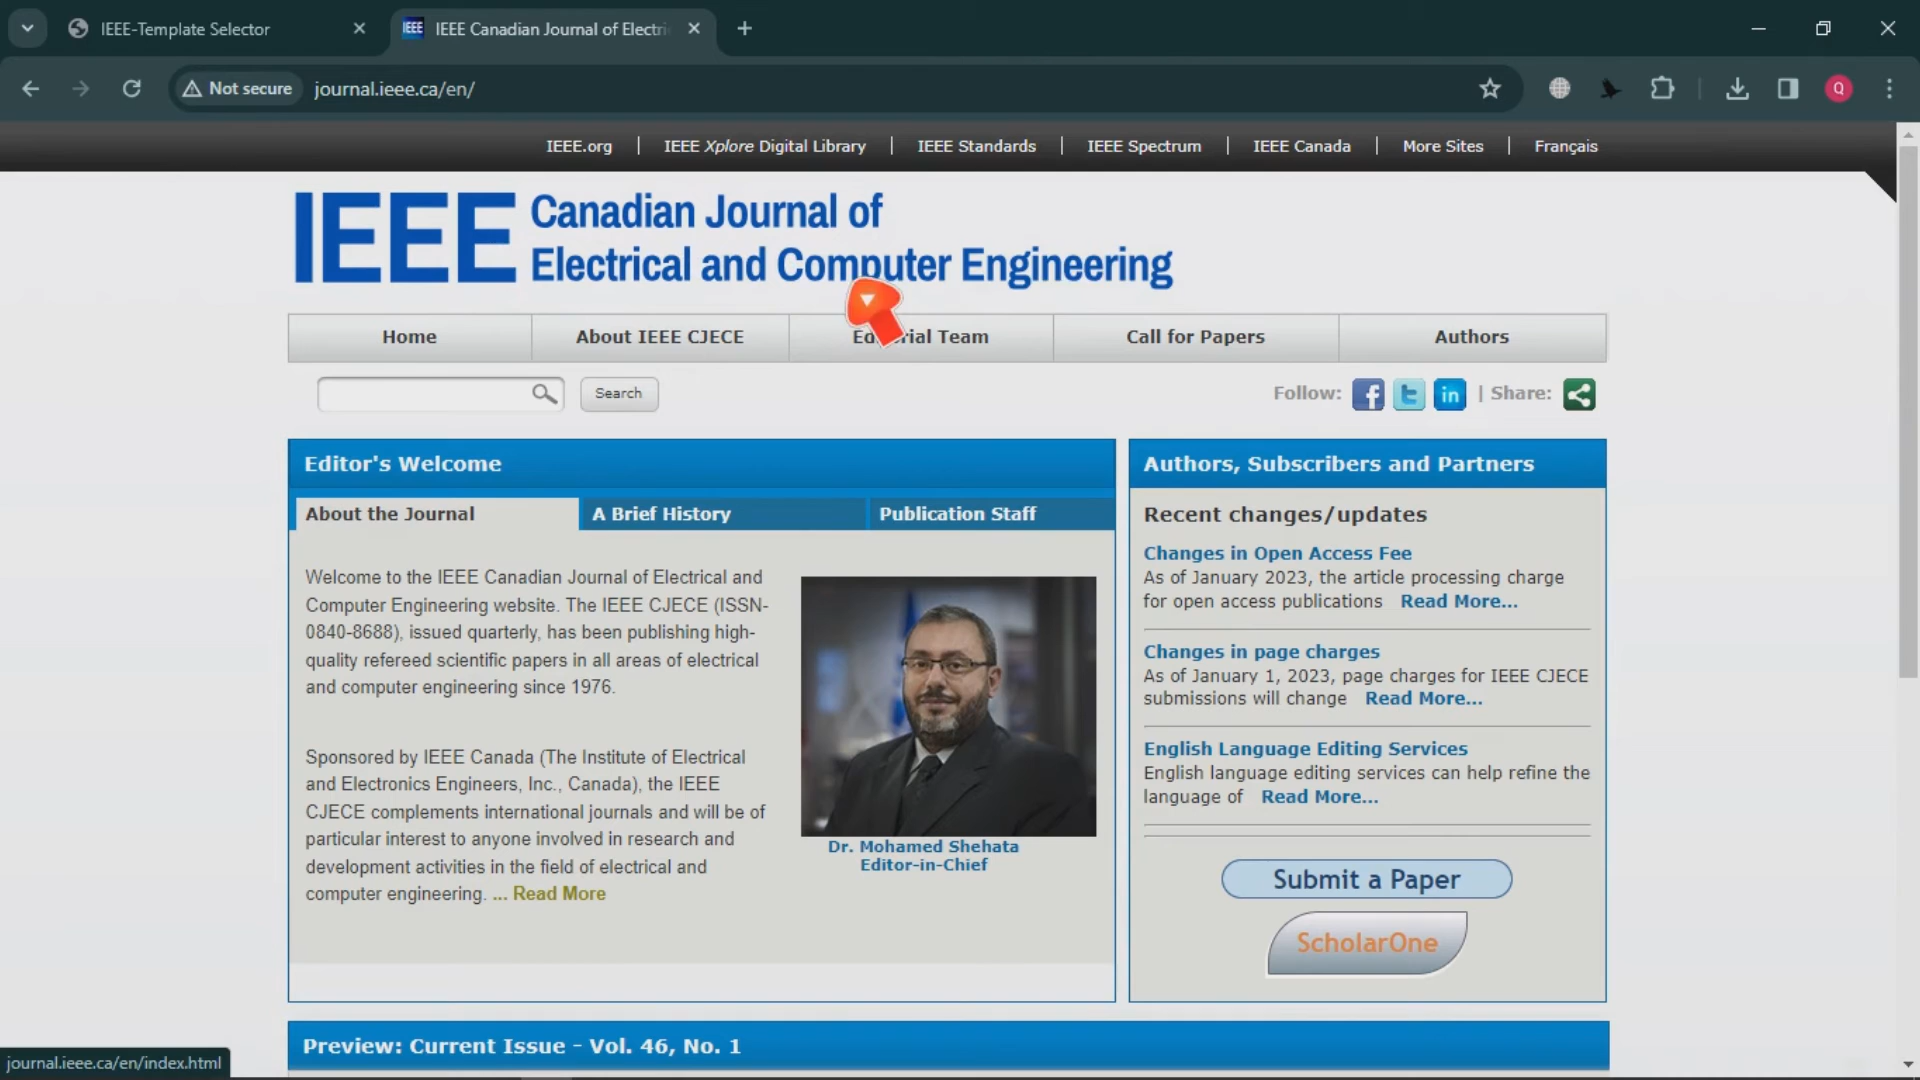 IEEE-Template Selector
IEEE IEEE Canadian Journal of Electri
Not secure journal.ieee.ca/en/
Q
IEEE.org | IEEE Xplore Digital Library | IEEE Standards | IEEE Spectrum | IEEE Canada | More Sites | Français
IEEE Canadian Journal of
Electrical and Computer Engineering
Home About IEEE CJECE Editorial Team Call for Papers Authors
Search Follow: f t in | Share:
Editor's Welcome
About the Journal A Brief History Publication Staff
Welcome to the IEEE Canadian Journal of Electrical and
Computer Engineering website. The IEEE CJECE (ISSN-
0840-8688), issued quarterly, has been publishing high-
quality refereed scientific papers in all areas of electrical
and computer engineering since 1976.
Sponsored by IEEE Canada (The Institute of Electrical
and Electronics Engineers, Inc., Canada), the IEEE
CJECE complements international journals and will be of
particular interest to anyone involved in research and
development activities in the field of electrical and
computer engineering. ... Read More
Dr. Mohamed Shehata
Editor-in-Chief
Authors, Subscribers and Partners
Recent changes/updates
Changes in Open Access Fee
As of January 2023, the article processing charge
for open access publications Read More...
Changes in page charges
As of January 1, 2023, page charges for IEEE CJECE
submissions will change Read More...
English Language Editing Services
English language editing services can help refine the
language of Read More...
Submit a Paper
ScholarOne
Preview: Current Issue - Vol. 46, No. 1
journal.ieee.ca/en/index.html